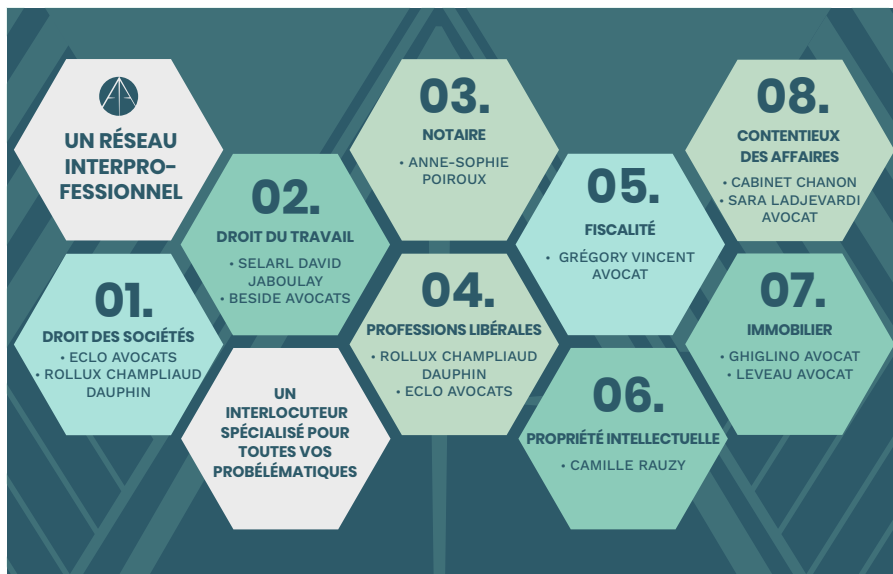 UN RÉSEAU
INTERPRO-
FESSIONNEL
01.
DROIT DES SOCIÉTÉS
• ECLO AVOCATS
• ROLLUX CHAMPLIAUD
DAUPHIN
02.
DROIT DU TRAVAIL
• SELARL DAVID
JABOULAY
• BESIDE AVOCATS
UN
INTERLOCUTEUR
SPÉCIALISÉ POUR
TOUTES VOS
PROBÉLÉMATIQUES
03.
NOTAIRE
• ANNE-SOPHIE
POIROUX
04.
PROFESSIONS LIBÉRALES
• ROLLUX CHAMPLIAUD
DAUPHIN
• ECLO AVOCATS
05.
FISCALITÉ
• GRÉGORY VINCENT
AVOCAT
06.
PROPRIÉTÉ INTELLECTUELLE
• CAMILLE RAUZY
07.
IMMOBILIER
• GHIGLINO AVOCAT
• LEVEAU AVOCAT
08.
CONTENTIEUX
DES AFFAIRES
• CABINET CHANON
• SARA LADJEVARDI
AVOCAT